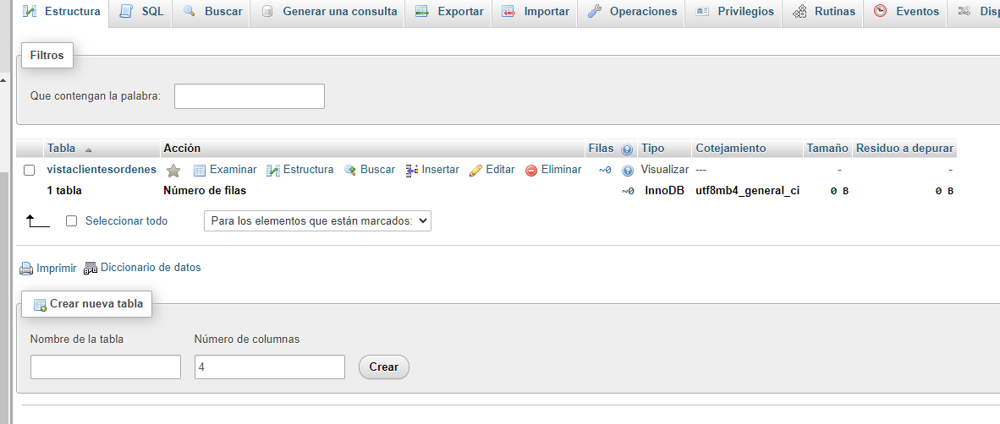 Estructura SQL Buscar Generar una consulta Exportar Importar Operaciones Privilegios Rutinas Eventos Disp
Filtros
Que contengan la palabra:
Tabla Acción Filas Tipo Cotejamiento Tamaño Residuo a depurar
vistaclientesordenes Examinar Estructura Buscar Insertar Editar Eliminar ~0 Visualizar --- - -
1 tabla Número de filas ~0 InnoDB utf8mb4_general_ci 0 B 0 B
Seleccionar todo Para los elementos que están marcados:
Imprimir Diccionario de datos
Crear nueva tabla
Nombre de la tabla Número de columnas
4 Crear